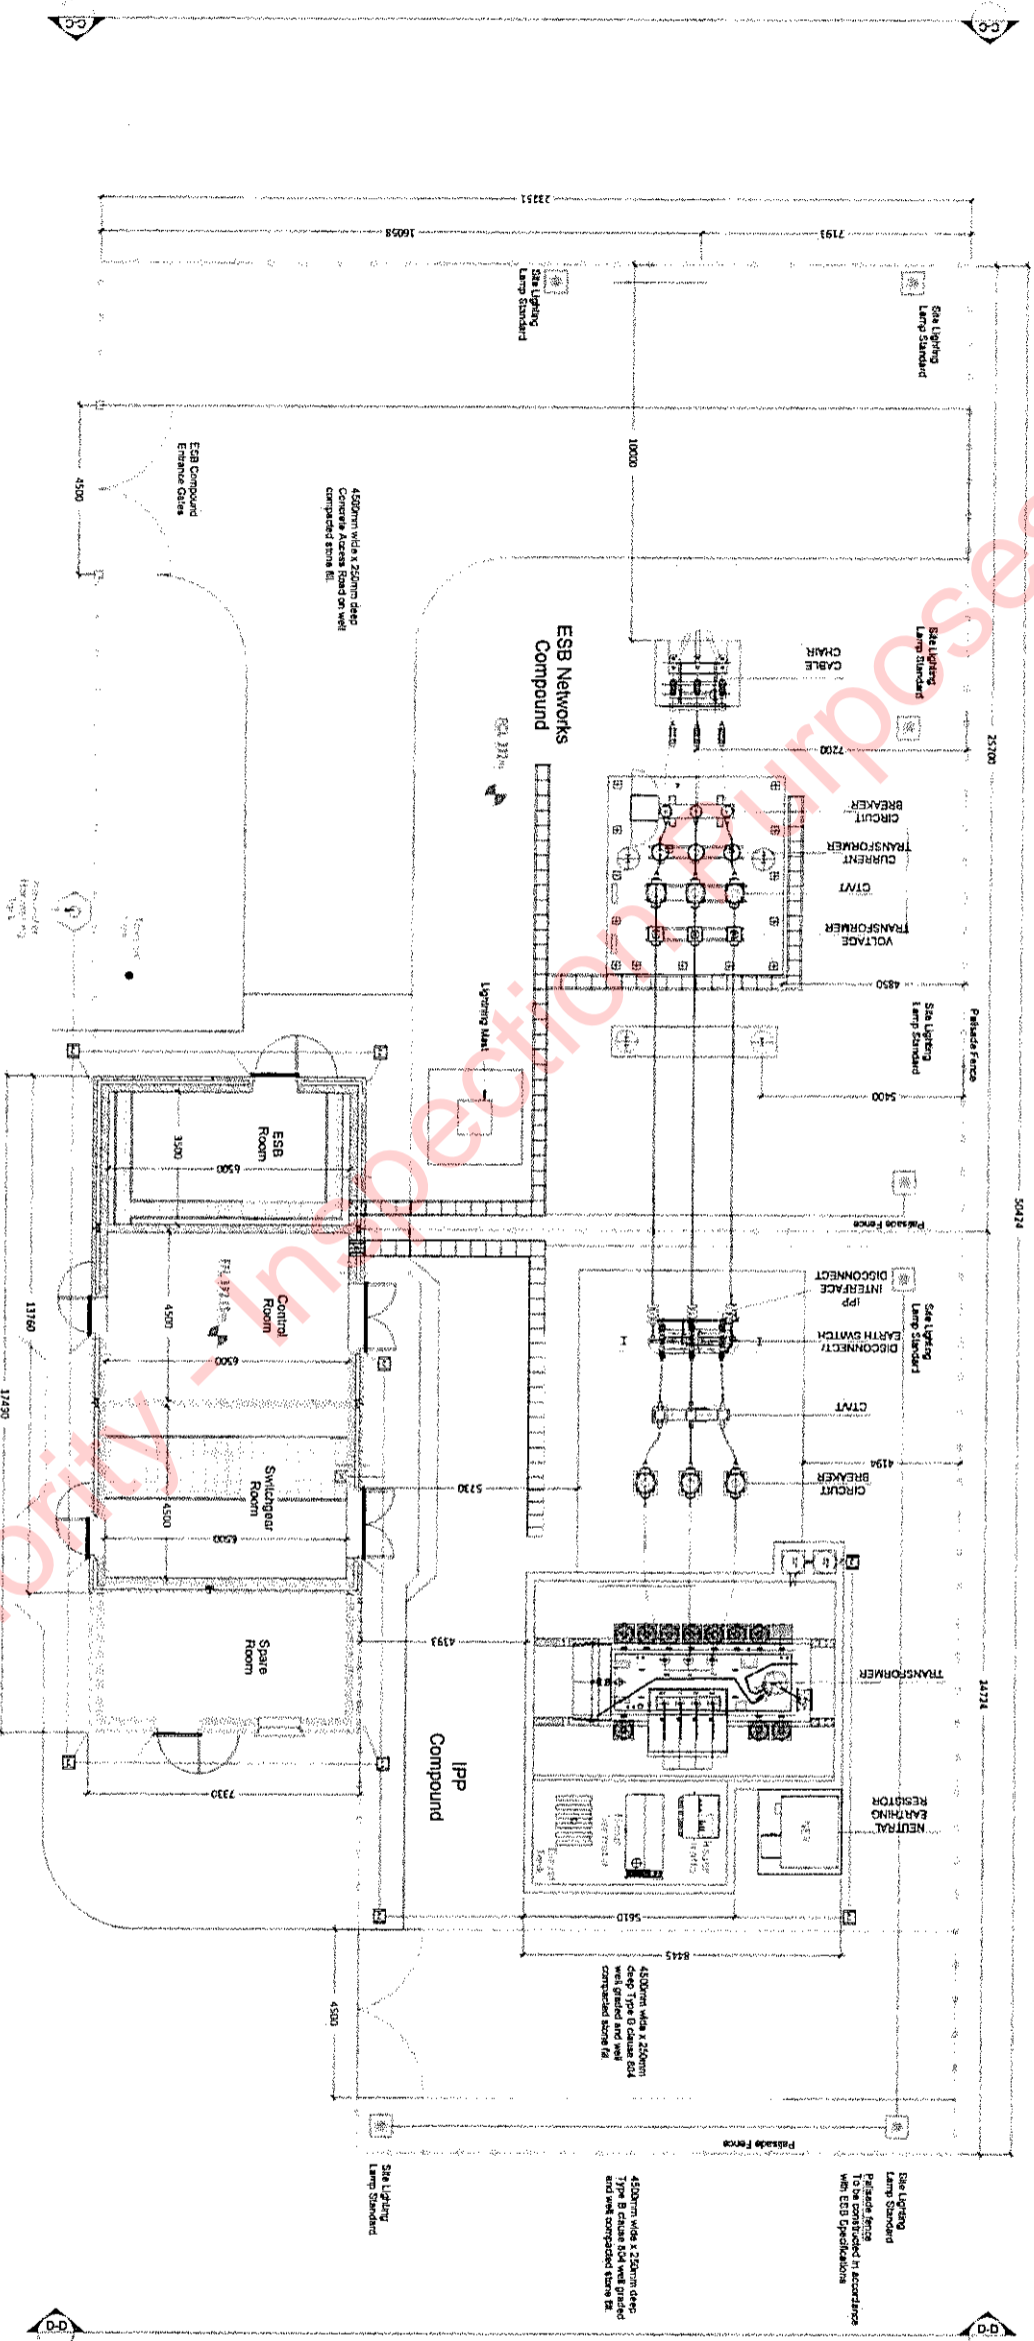 C-C
C-C
23251
16058
7193
Site Lighting
Lamp Standard
Site Lighting
Lamp Standard
10000
4500
ESB Compound
Entrance Gates
4500mm wide x 250mm deep
Concrete Access Road on well
compacted stone fill.
ESB Networks
Compound
CABLE
CHAIR
Site Lighting
Lamp Standard
7200
25700
CIRCUIT
BREAKER
CURRENT
TRANSFORMER
CT/VT
VOLTAGE
TRANSFORMER
4850
Site Lighting
Lamp Standard
Palisade Fence
5400
Lightning Mast
ESB
Room
3500
6500
Palisade Fence
50424
IPP
INTERFACE
DISCONNECT
DISCONNECT/
EARTH SWITCH
Site Lighting
Lamp Standard
Control
Room
4500
6500
13760
17490
CT/VT
4194
CIRCUIT
BREAKER
5730
Switchgear
Room
4500
6500
Spare
Room
4393
TRANSFORMER
24724
IPP
Compound
7330
NEUTRAL
EARTHING
RESISTOR
NER
5610
8445
4500mm wide x 250mm
deep Type B clause 804
well graded and well
compacted stone fill.
4500
Palisade Fence
Site Lighting
Lamp Standard
4500mm wide x 250mm deep
Type B clause 804 well graded
and well compacted stone fill.
Site Lighting
Lamp Standard
Palisade fence
To be constructed in accordance
with ESB Specifications
D-D
D-D
ority - Inspection Purposes